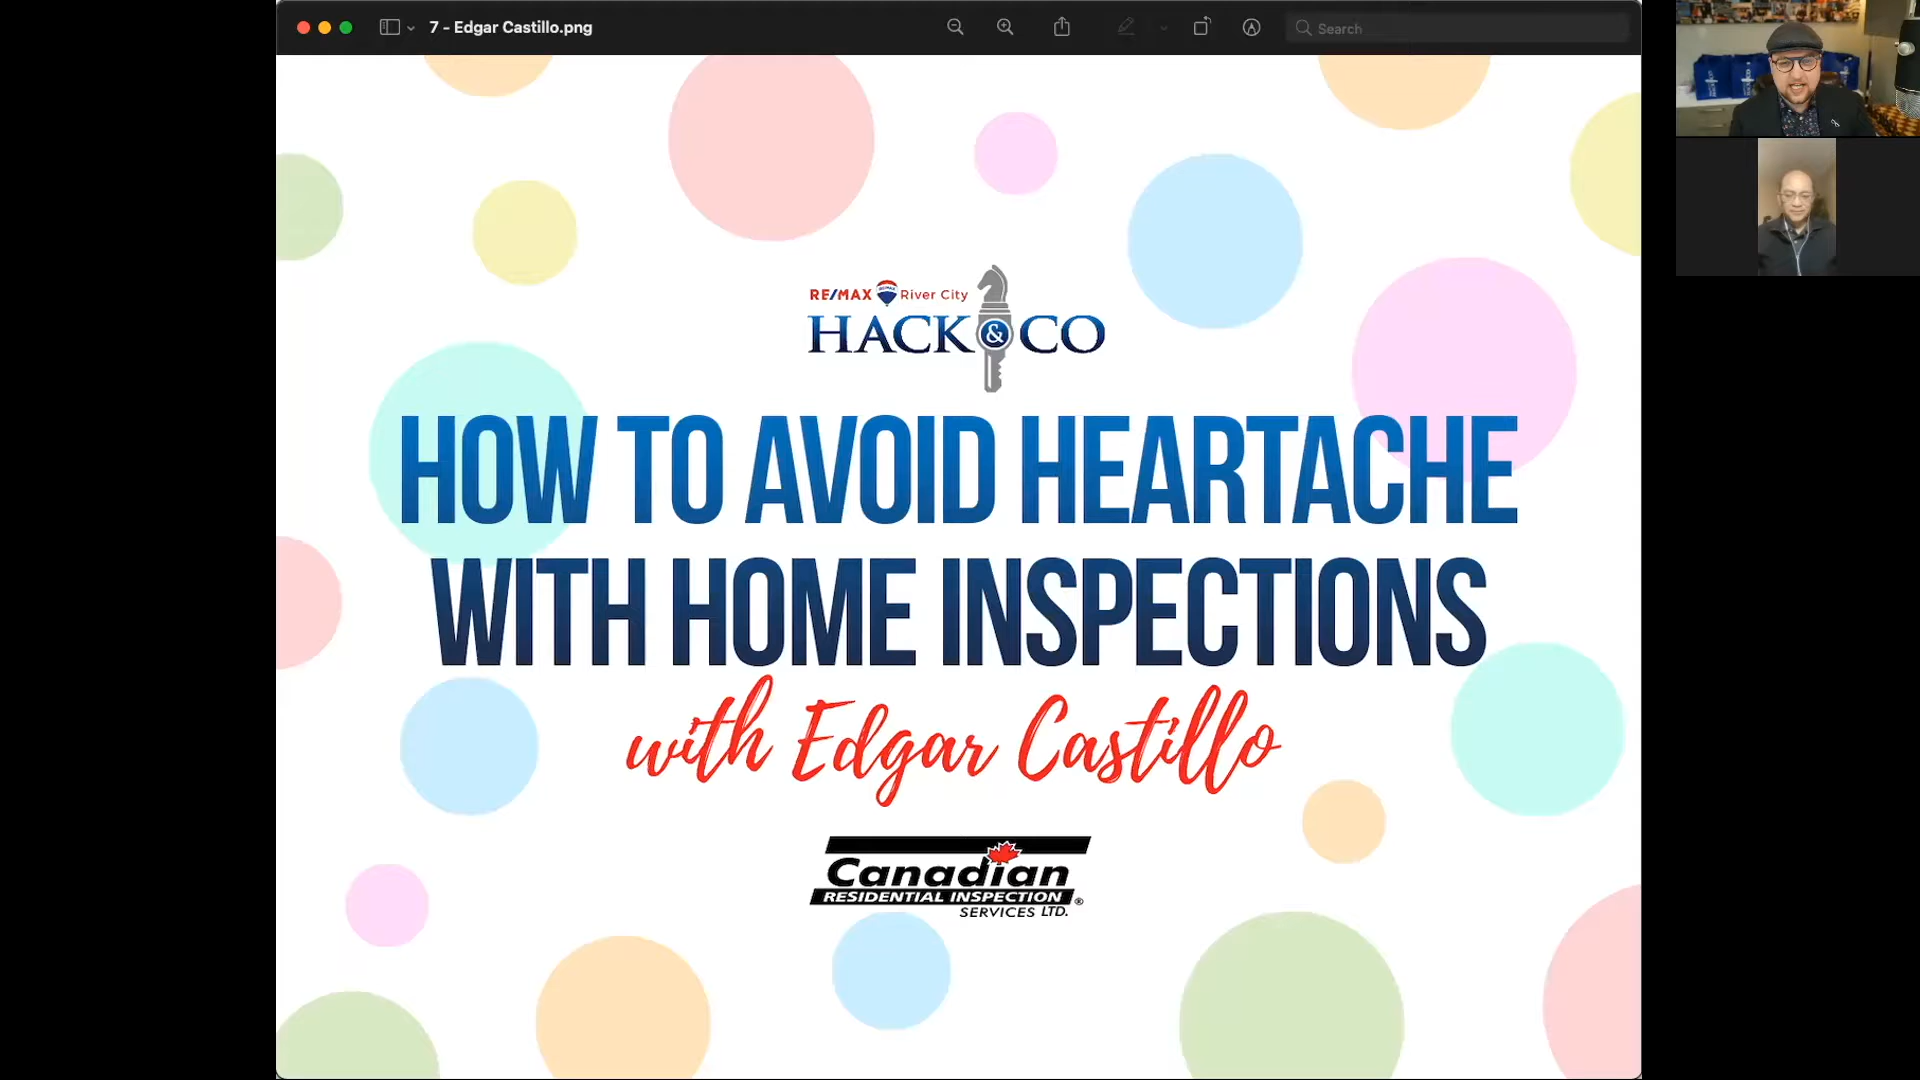 7 - Edgar Castillo.png
Search
RE/MAX River City
HACK & CO
HOW TO AVOID HEARTACHE
WITH HOME INSPECTIONS
with Edgar Castillo
Canadian
RESIDENTIAL INSPECTION
SERVICES LTD.®